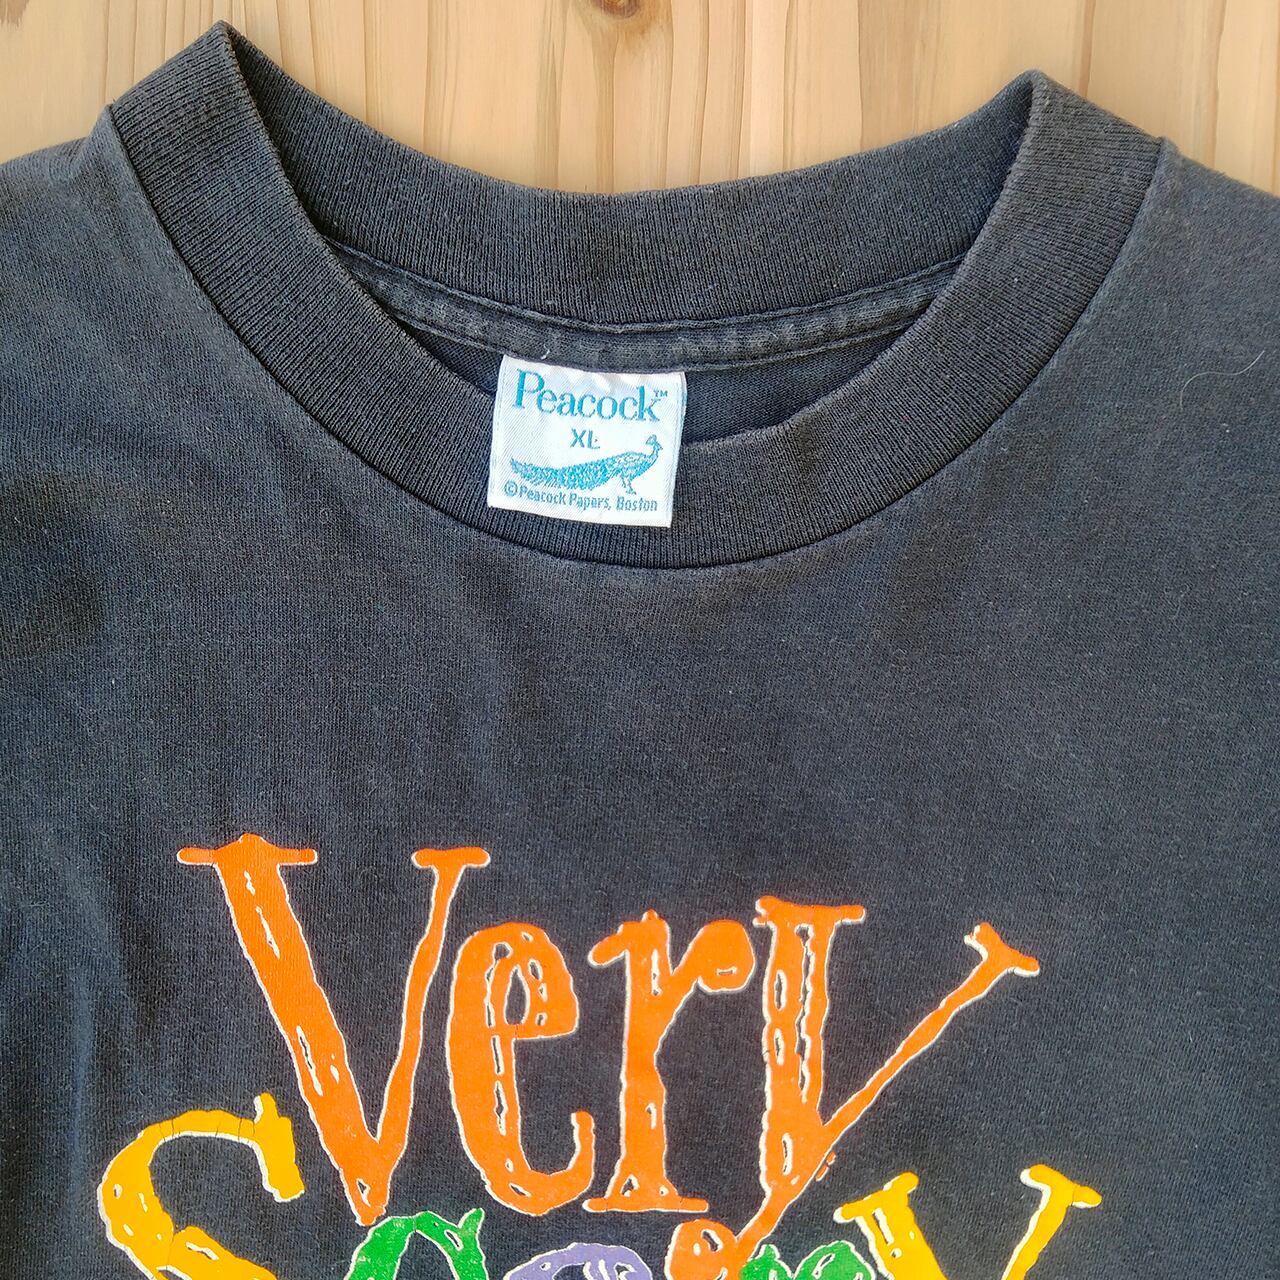 Peacock™
XL
©Peacock Papers, Boston
Very